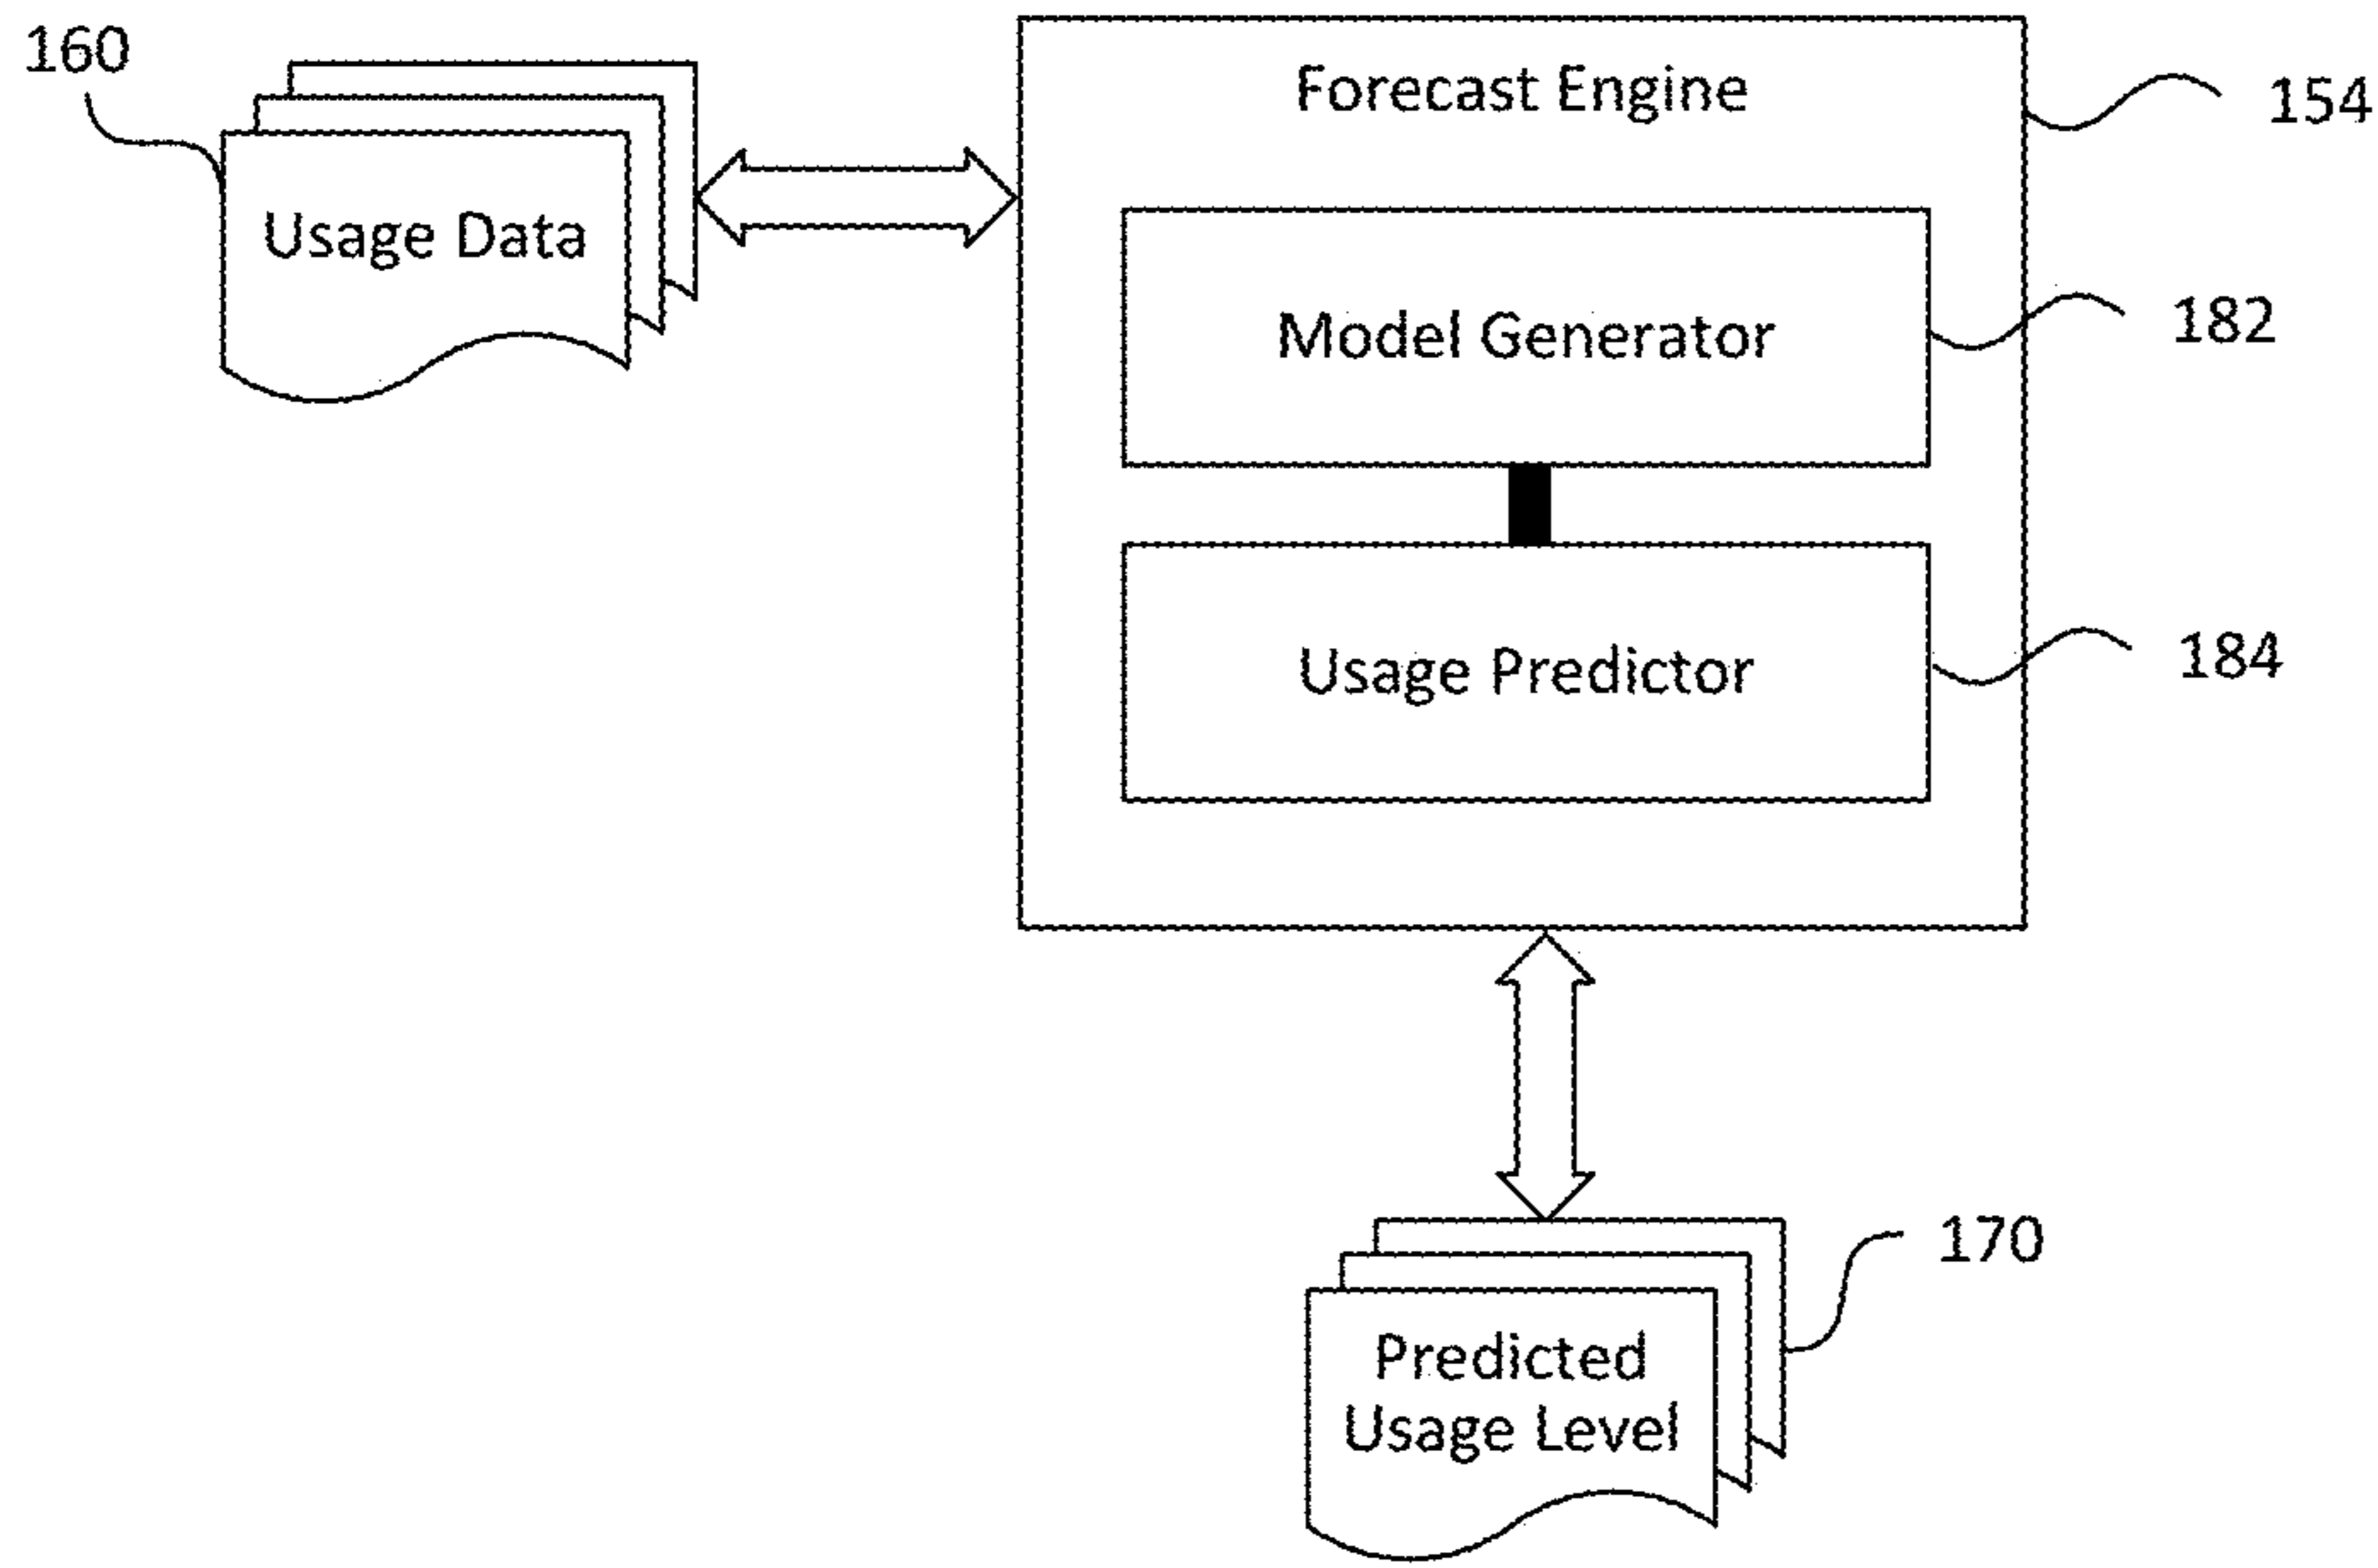 160
Forecast Engine
154
Usage Data
Model Generator
182
Usage Predictor
184
170
Predicted
Usage Level